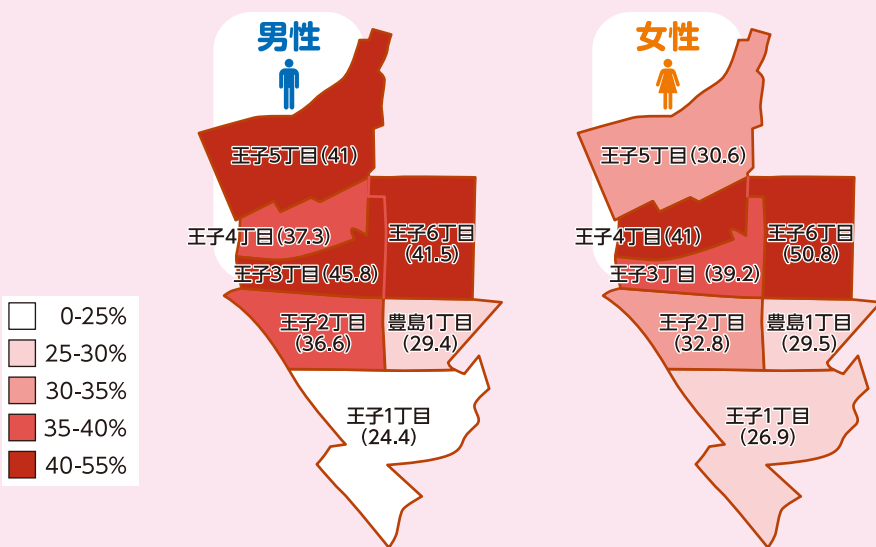 男性
王子5丁目(41)
王子4丁目(37.3)
王子6丁目
(41.5)
王子3丁目(45.8)
王子2丁目
(36.6)
豊島1丁目
(29.4)
王子1丁目
(24.4)
女性
王子5丁目(30.6)
王子4丁目(41)
王子6丁目
(50.8)
王子3丁目 (39.2)
王子2丁目
(32.8)
豊島1丁目
(29.5)
王子1丁目
(26.9)
0-25%
25-30%
30-35%
35-40%
40-55%